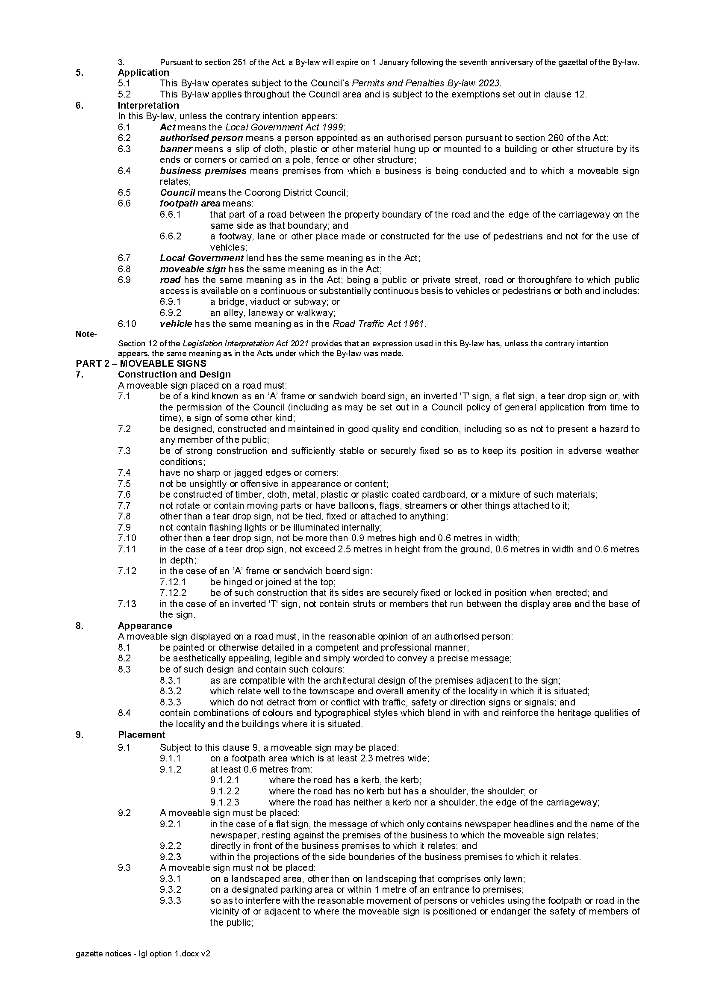 3. Pursuant to section 251 of the Act, a By-law will expire on 1 January following the seventh anniversary of the gazettal of the By-law.
5. Application
5.1 This By-law operates subject to the Council’s Permits and Penalties By-law 2023.
5.2 This By-law applies throughout the Council area and is subject to the exemptions set out in clause 12.
6. Interpretation
In this By-law, unless the contrary intention appears:
6.1 Act means the Local Government Act 1999;
6.2 authorised person means a person appointed as an authorised person pursuant to section 260 of the Act;
6.3 banner means a slip of cloth, plastic or other material hung up or mounted to a building or other structure by its
ends or corners or carried on a pole, fence or other structure;
6.4 business premises means premises from which a business is being conducted and to which a moveable sign
relates;
6.5 Council means the Coorong District Council;
6.6 footpath area means:
6.6.1 that part of a road between the property boundary of the road and the edge of the carriageway on the
same side as that boundary; and
6.6.2 a footway, lane or other place made or constructed for the use of pedestrians and not for the use of
vehicles;
6.7 Local Government land has the same meaning as in the Act;
6.8 moveable sign has the same meaning as in the Act;
6.9 road has the same meaning as in the Act; being a public or private street, road or thoroughfare to which public
access is available on a continuous or substantially continuous basis to vehicles or pedestrians or both and includes:
6.9.1 a bridge, viaduct or subway; or
6.9.2 an alley, laneway or walkway;
6.10 vehicle has the same meaning as in the Road Traffic Act 1961.
Note-
Section 12 of the Legislation Interpretation Act 2021 provides that an expression used in this By-law has, unless the contrary intention
appears, the same meaning as in the Acts under which the By-law was made.
PART 2 – MOVEABLE SIGNS
7. Construction and Design
A moveable sign placed on a road must:
7.1 be of a kind known as an ‘A’ frame or sandwich board sign, an inverted 'T' sign, a flat sign, a tear drop sign or, with
the permission of the Council (including as may be set out in a Council policy of general application from time to
time), a sign of some other kind;
7.2 be designed, constructed and maintained in good quality and condition, including so as not to present a hazard to
any member of the public;
7.3 be of strong construction and sufficiently stable or securely fixed so as to keep its position in adverse weather
conditions;
7.4 have no sharp or jagged edges or corners;
7.5 not be unsightly or offensive in appearance or content;
7.6 be constructed of timber, cloth, metal, plastic or plastic coated cardboard, or a mixture of such materials;
7.7 not rotate or contain moving parts or have balloons, flags, streamers or other things attached to it;
7.8 other than a tear drop sign, not be tied, fixed or attached to anything;
7.9 not contain flashing lights or be illuminated internally;
7.10 other than a tear drop sign, not be more than 0.9 metres high and 0.6 metres in width;
7.11 in the case of a tear drop sign, not exceed 2.5 metres in height from the ground, 0.6 metres in width and 0.6 metres
in depth;
7.12 in the case of an ‘A’ frame or sandwich board sign:
7.12.1 be hinged or joined at the top;
7.12.2 be of such construction that its sides are securely fixed or locked in position when erected; and
7.13 in the case of an inverted 'T' sign, not contain struts or members that run between the display area and the base of
the sign.
8. Appearance
A moveable sign displayed on a road must, in the reasonable opinion of an authorised person:
8.1 be painted or otherwise detailed in a competent and professional manner;
8.2 be aesthetically appealing, legible and simply worded to convey a precise message;
8.3 be of such design and contain such colours:
8.3.1 as are compatible with the architectural design of the premises adjacent to the sign;
8.3.2 which relate well to the townscape and overall amenity of the locality in which it is situated;
8.3.3 which do not detract from or conflict with traffic, safety or direction signs or signals; and
8.4 contain combinations of colours and typographical styles which blend in with and reinforce the heritage qualities of
the locality and the buildings where it is situated.
9. Placement
9.1 Subject to this clause 9, a moveable sign may be placed:
9.1.1 on a footpath area which is at least 2.3 metres wide;
9.1.2 at least 0.6 metres from:
9.1.2.1 where the road has a kerb, the kerb;
9.1.2.2 where the road has no kerb but has a shoulder, the shoulder; or
9.1.2.3 where the road has neither a kerb nor a shoulder, the edge of the carriageway;
9.2 A moveable sign must be placed:
9.2.1 in the case of a flat sign, the message of which only contains newspaper headlines and the name of the
newspaper, resting against the premises of the business to which the moveable sign relates;
9.2.2 directly in front of the business premises to which it relates; and
9.2.3 within the projections of the side boundaries of the business premises to which it relates.
9.3 A moveable sign must not be placed:
9.3.1 on a landscaped area, other than on landscaping that comprises only lawn;
9.3.2 on a designated parking area or within 1 metre of an entrance to premises;
9.3.3 so as to interfere with the reasonable movement of persons or vehicles using the footpath or road in the
vicinity of or adjacent to where the moveable sign is positioned or endanger the safety of members of
the public;
gazette notices - lgl option 1.docx v2